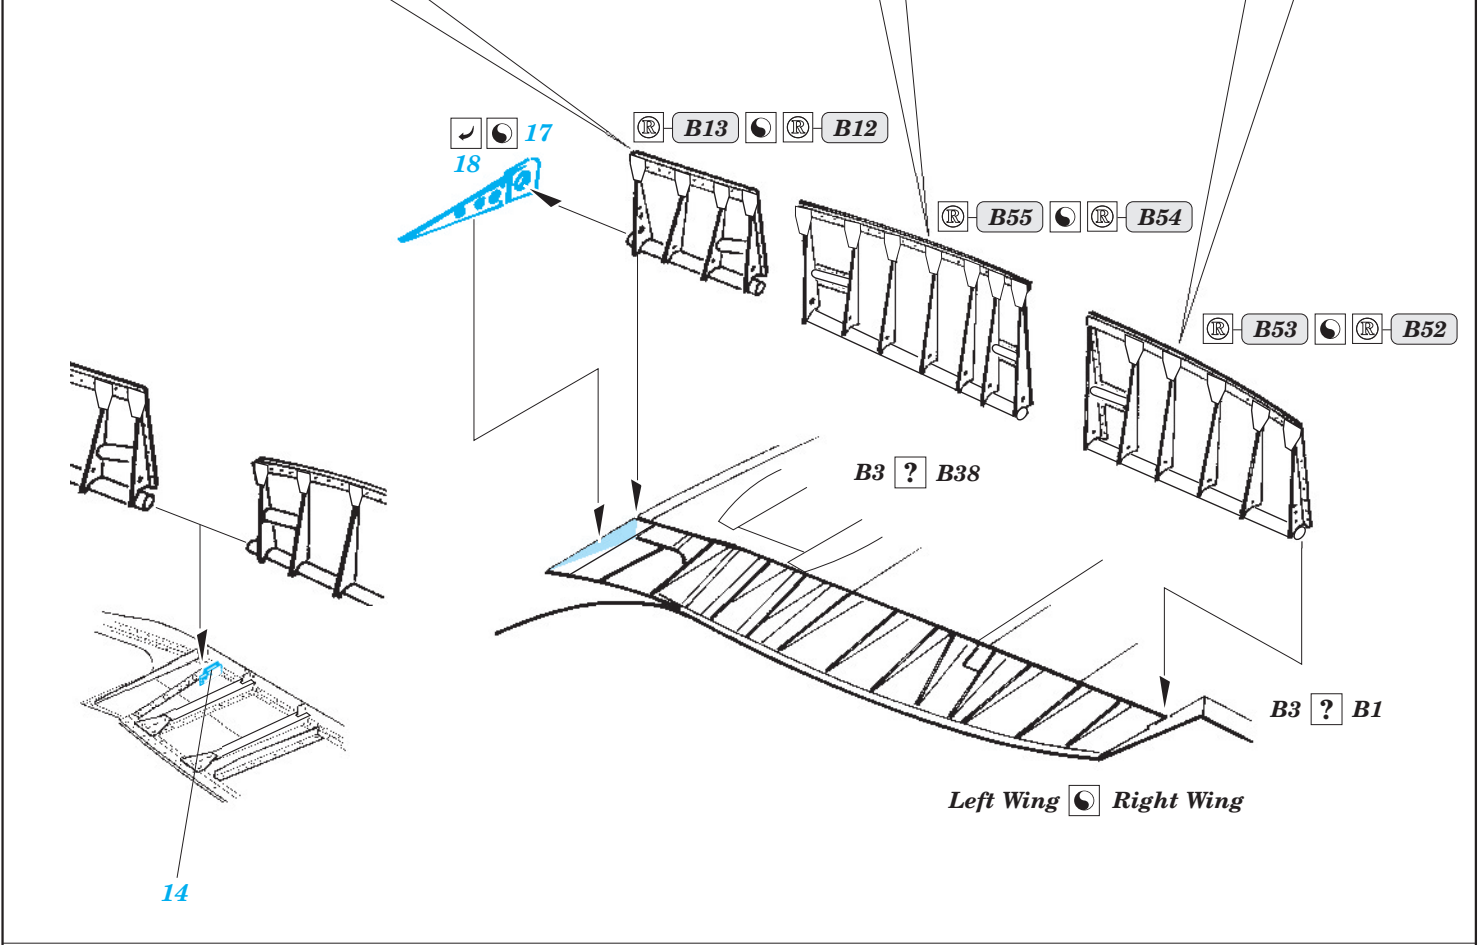 17
18
® B13 ® B12
® B55 ® B54
® B53 ® B52
B3 ? B38
B3 ? B1
Left Wing Right Wing
14